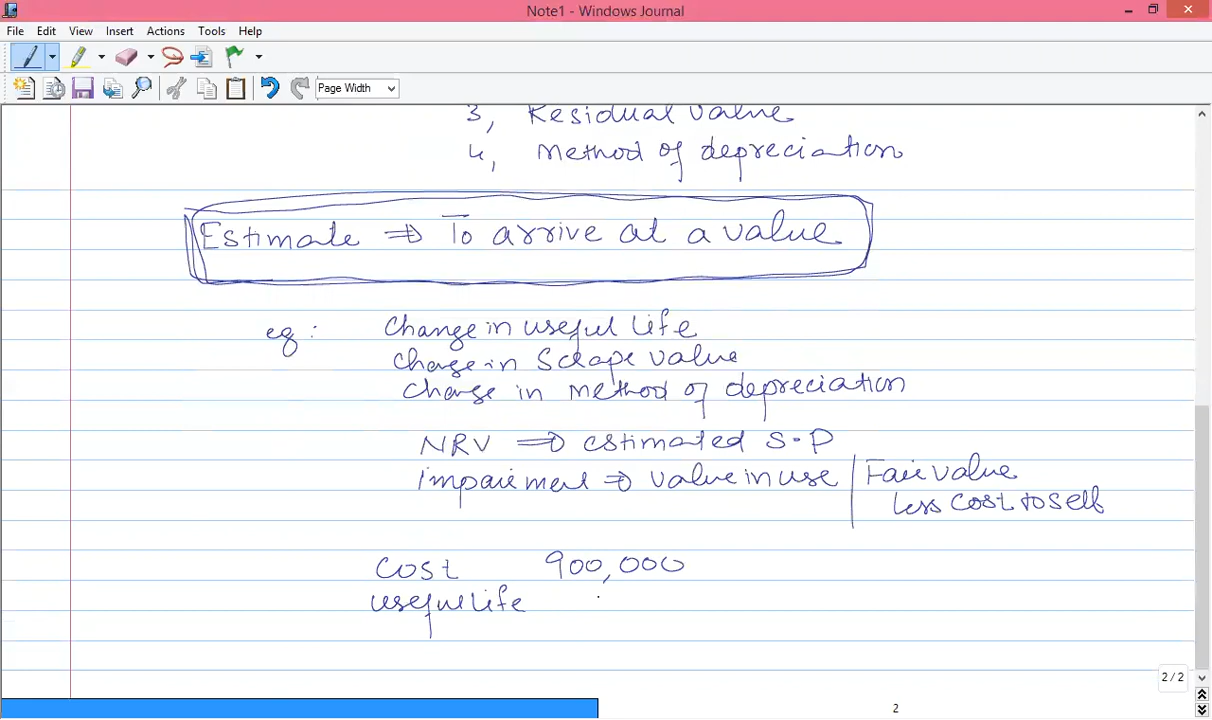 Note1 - Windows Journal
File Edit View Insert Actions Tools Help
Page Width
3, Residual value
4, Method of depreciation
Estimate ⇒ To arrive at a value
eg: Change in useful life
Change in Scrape value
Change in Method of depreciation
NRV ⇒ estimated S.P
impairment ⇒ value in use | Fair value
less cost to self
Cost 900,000
useful life
2 / 2
2